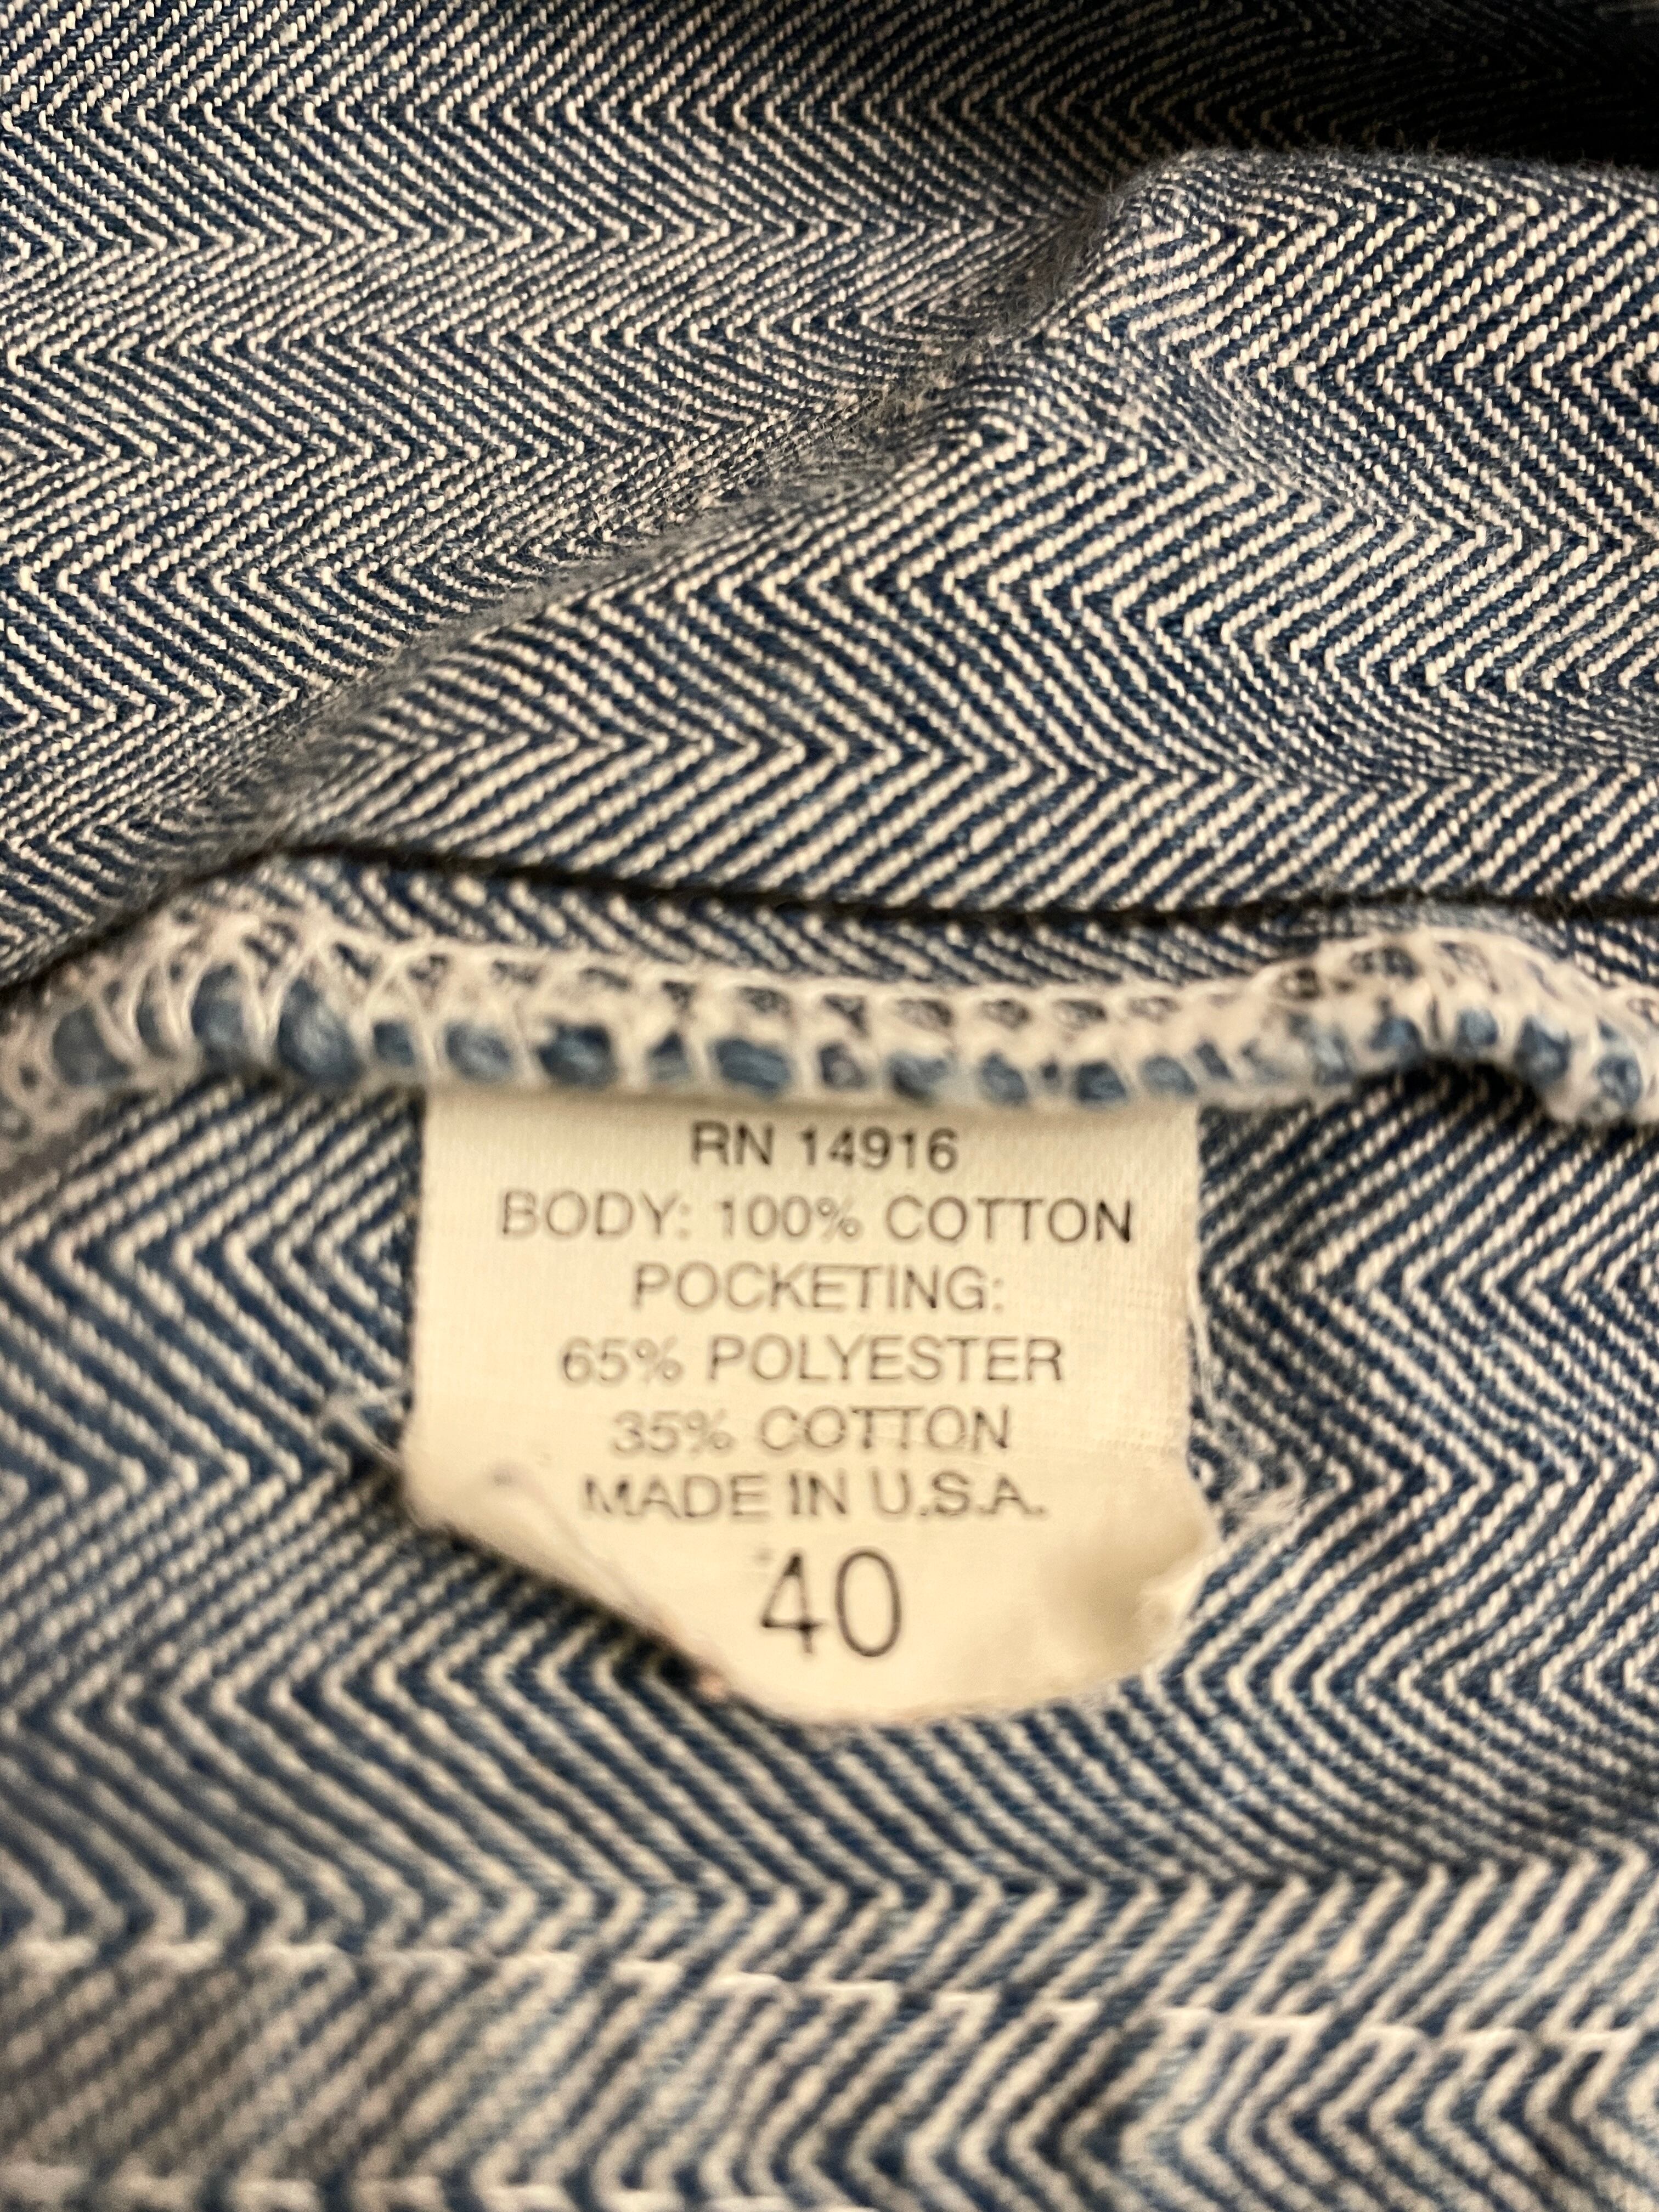 RN 14916
BODY: 100% COTTON
POCKETING:
65% POLYESTER
35% COTTON
MADE IN U.S.A.
40